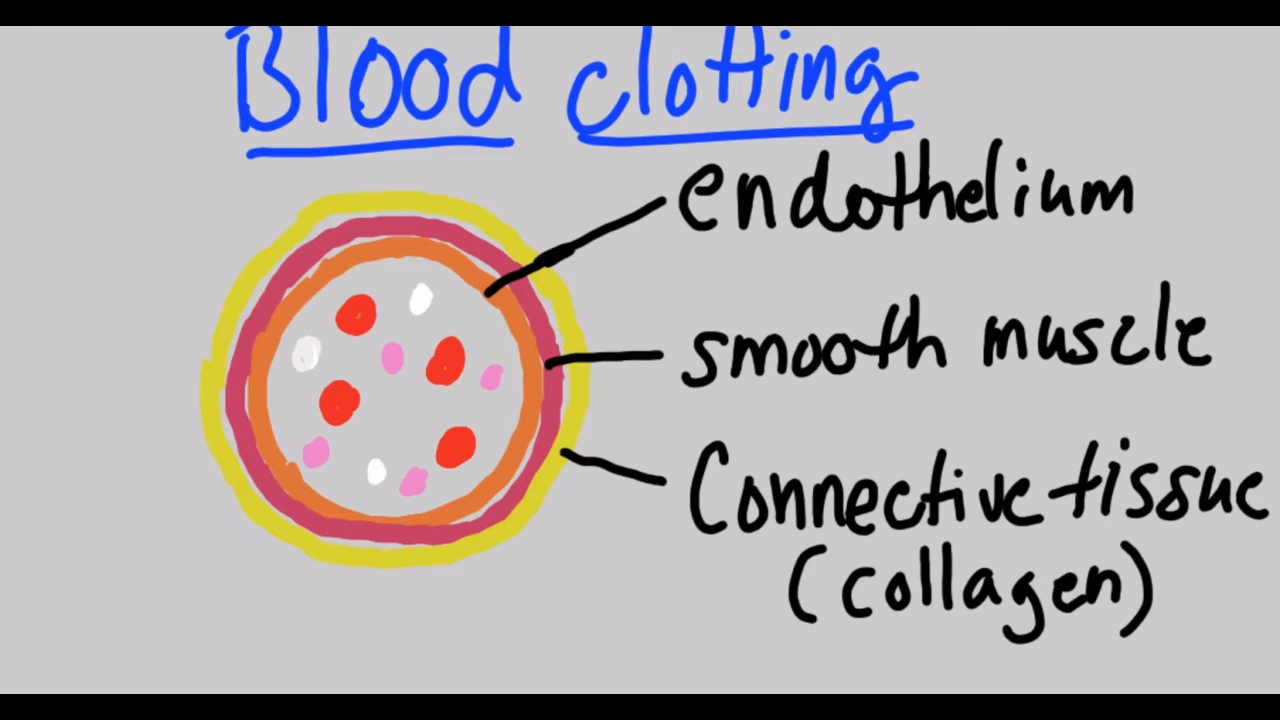 Blood clotting
endothelium
smooth muscle
Connective tissue
(collagen)